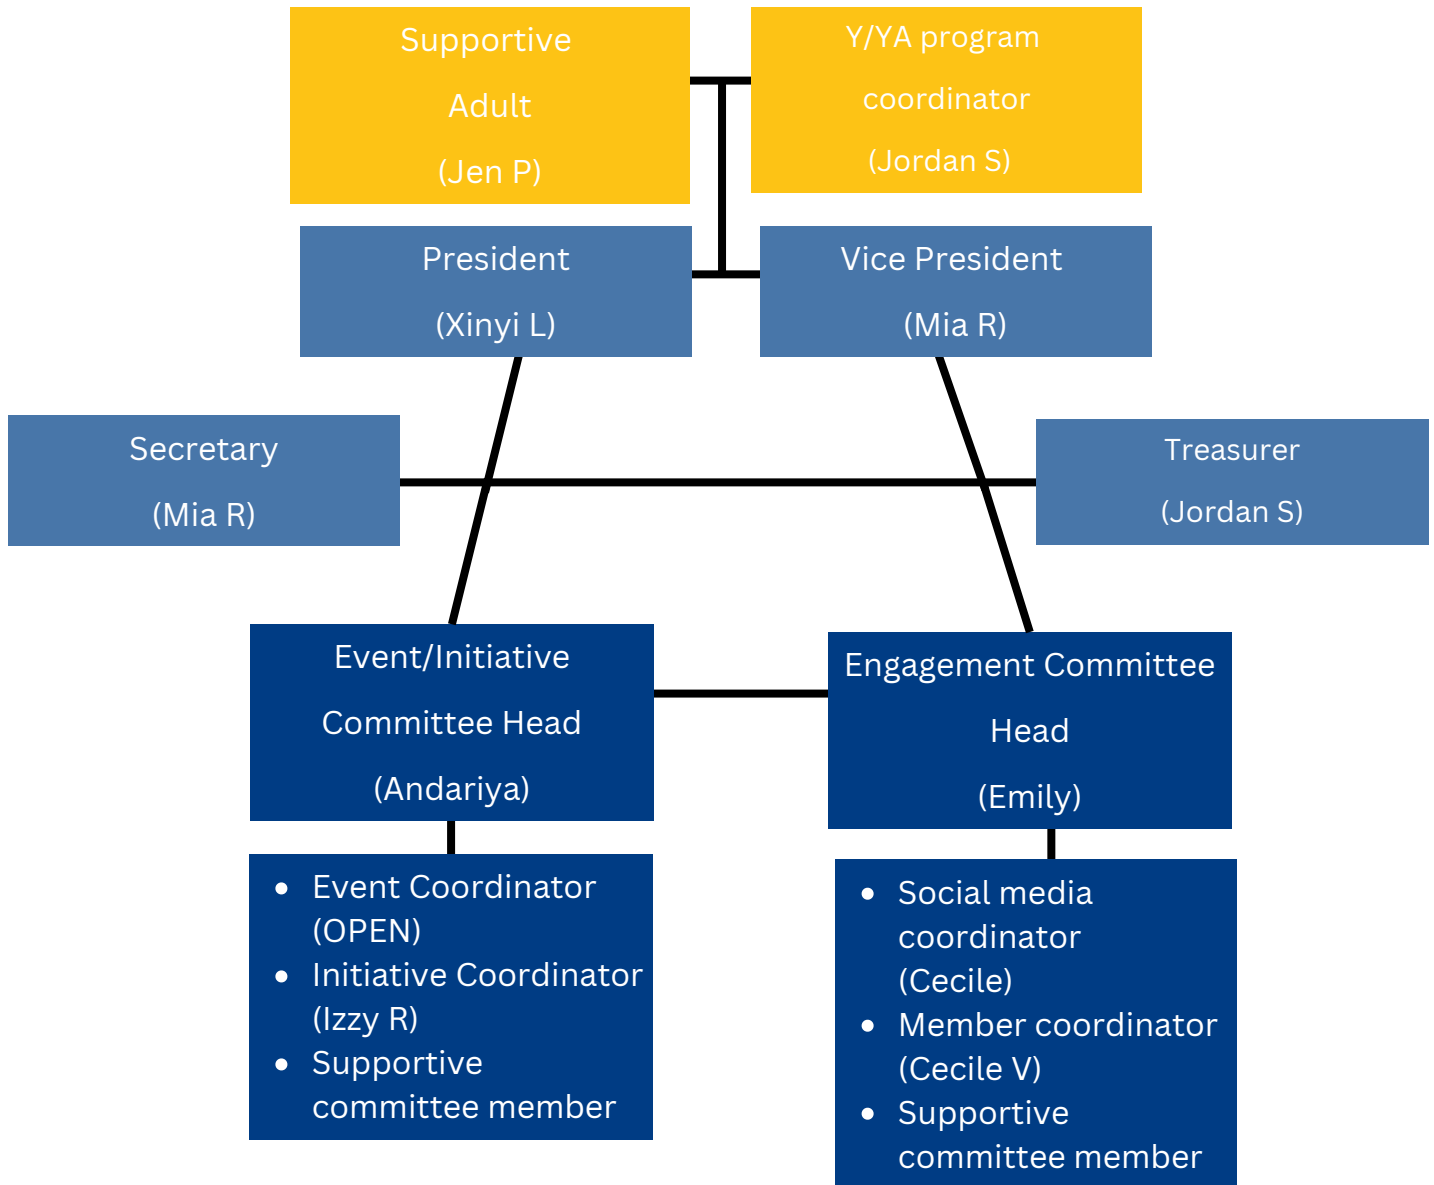 Supportive
Adult
(Jen P)
Y/YA program
coordinator
(Jordan S)
President
(Xinyi L)
Vice President
(Mia R)
Secretary
(Mia R)
Treasurer
(Jordan S)
Event/Initiative
Committee Head
(Andariya)
Engagement Committee
Head
(Emily)
• Event Coordinator
(OPEN)
• Initiative Coordinator
(Izzy R)
• Supportive
committee member
• Social media
coordinator
(Cecile)
• Member coordinator
(Cecile V)
• Supportive
committee member